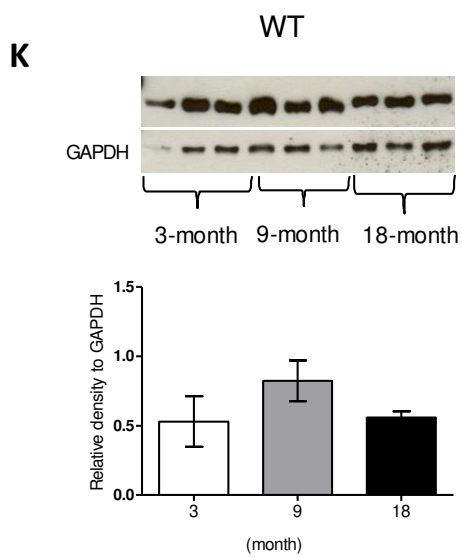 WT
K
GAPDH
3-month 9-month 18-month
1.5
1.0
0.5
0.0
Relative density to GAPDH
3 9 18
(month)